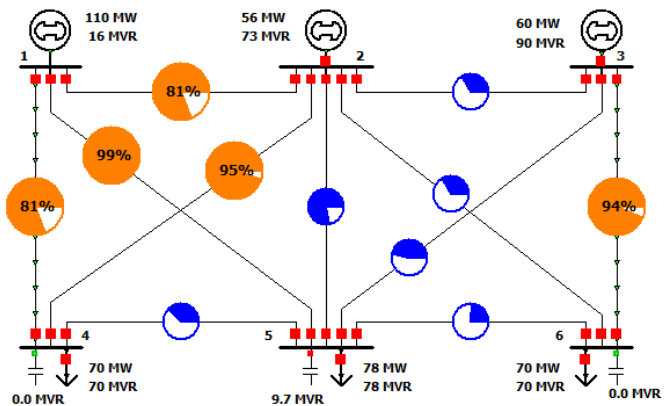 110 MW
16 MVR
56 MW
73 MVR
60 MW
90 MVR
1
2
3
81%
99%
95%
81%
94%
4
5
6
70 MW
70 MVR
78 MW
78 MVR
70 MW
70 MVR
0.0 MVR
9.7 MVR
0.0 MVR